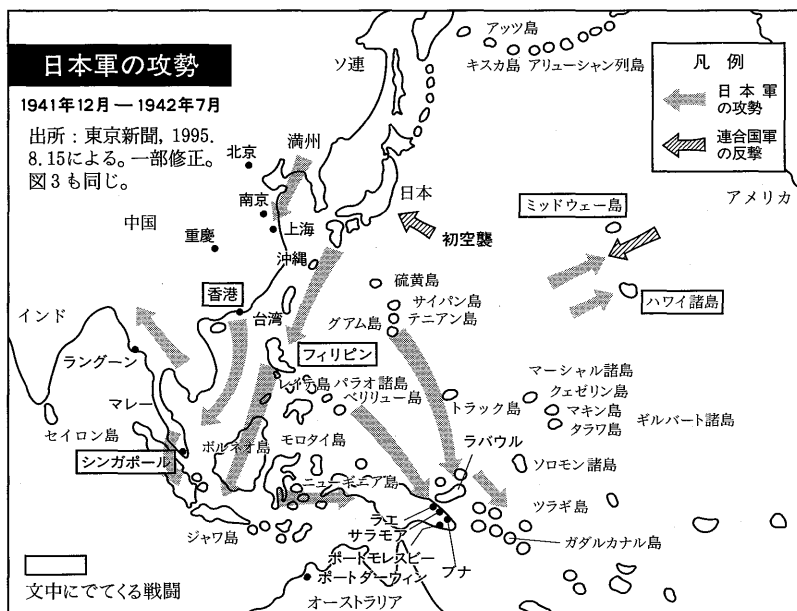 日本軍の攻勢
1941年12月―1942年7月
出所:東京新聞,1995.
8.15による。一部修正。
図3も同じ。
凡例
日本軍
の攻勢
連合国軍
の反撃
アッツ島
キスカ島 アリューシャン列島
ソ連
満州
北京
日本
アメリカ
ミッドウェー島
南京
中国
上海
初空襲
重慶
沖縄
硫黄島
ハワイ諸島
香港
サイパン島
インド
台湾
グアム島
テニアン島
ラングーン
フィリピン
マーシャル諸島
レイテ島
パラオ諸島
クェゼリン島
マレー
ペリリュー島
トラック島
マキン島
ギルバート諸島
セイロン島
タラワ島
ボルネオ島
モロタイ島
ラバウル
シンガポール
ソロモン諸島
ニューギニア島
ツラギ島
ラエ
サラモア
ジャワ島
ガダルカナル島
ポートモレスビー
ブナ
ポートダーウィン
文中にでてくる戦闘
オーストラリア